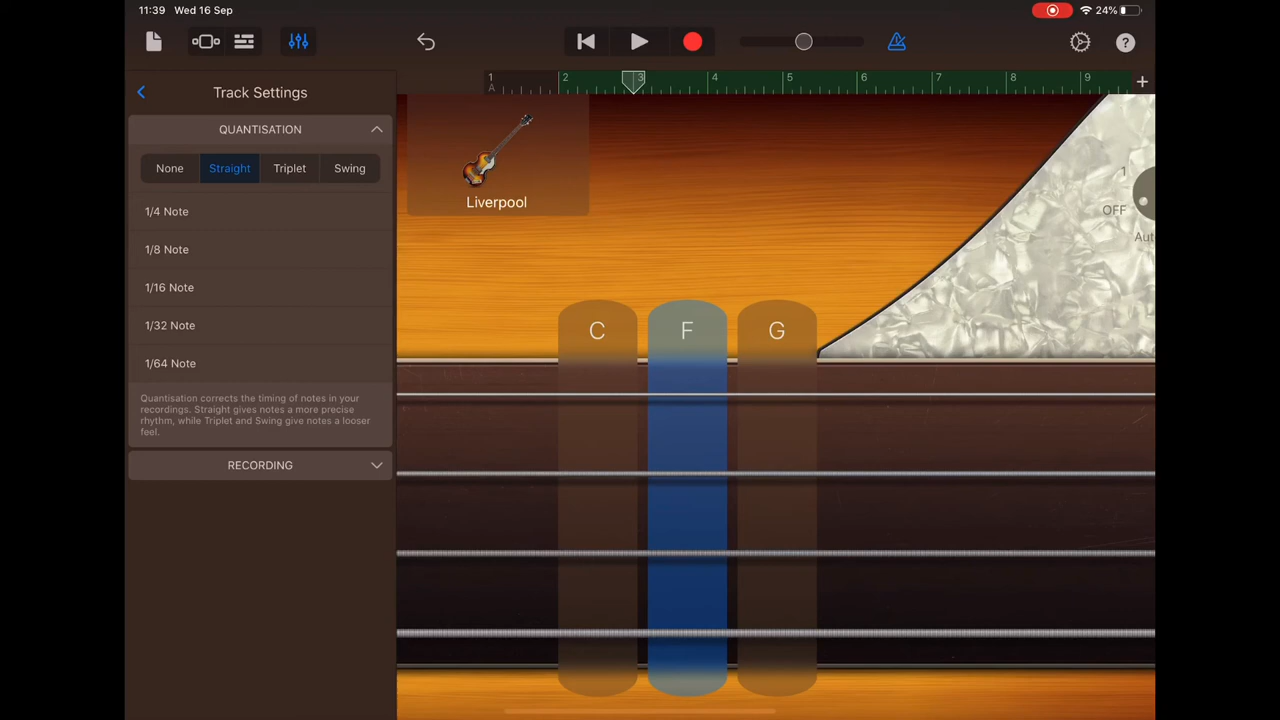 11:39 Wed 16 Sep
24%
?
Track Settings
1 2 3 4 5 6 7 8 9 +
A
QUANTISATION
None Straight Triplet Swing
1/4 Note
1/8 Note
1/16 Note
1/32 Note
1/64 Note
Quantisation corrects the timing of notes in your
recordings. Straight gives notes a more precise
rhythm, while Triplet and Swing give notes a looser
feel.
RECORDING
Liverpool
1
OFF
Aut
C F G